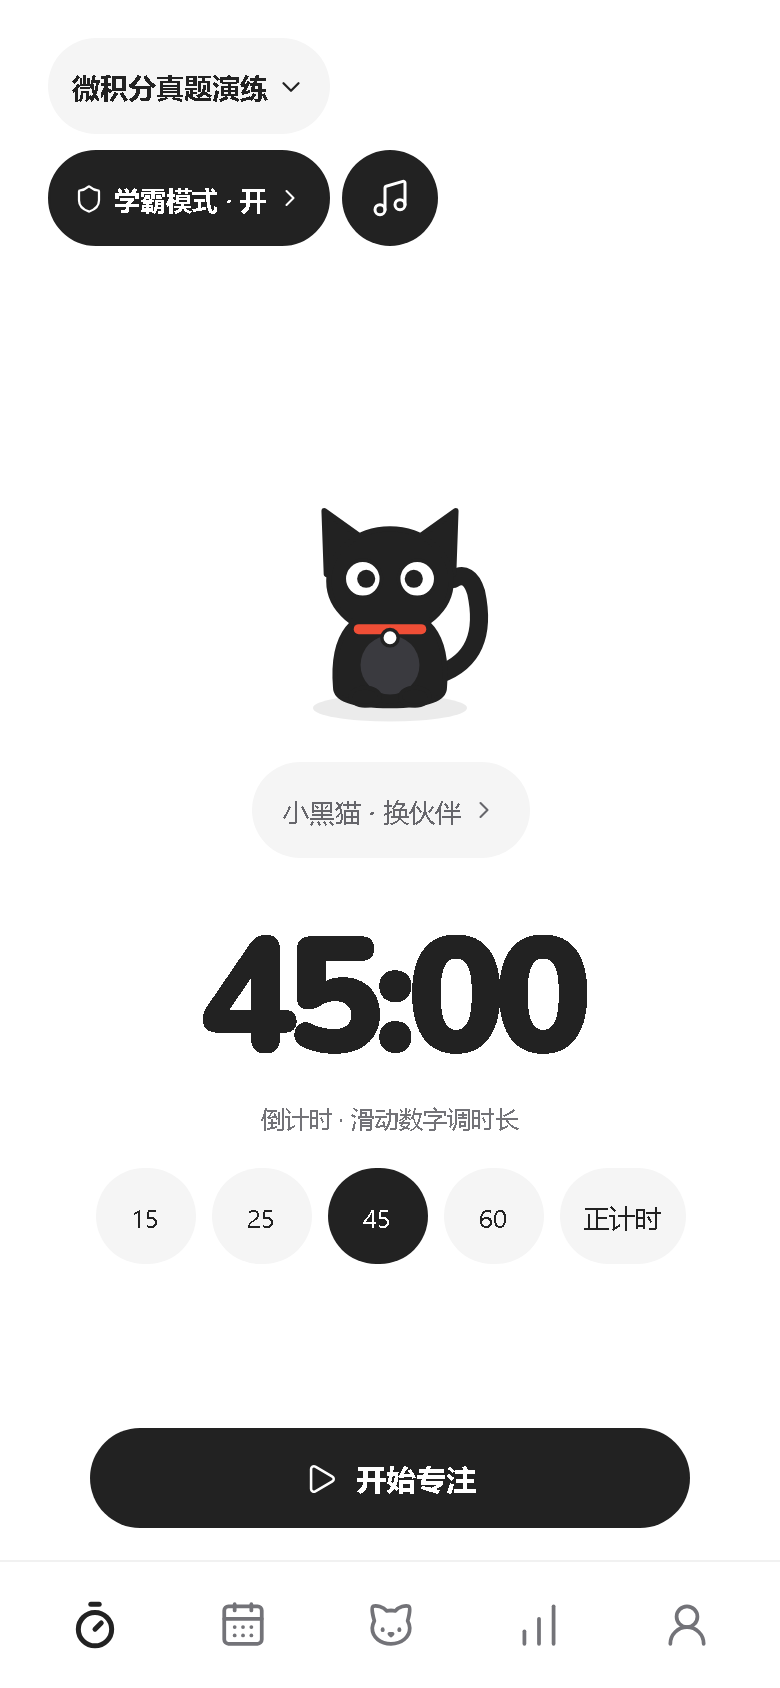 微积分真题演练
学霸模式 · 开
小黑猫 · 换伙伴
45:00
倒计时 · 滑动数字调时长
15 25 45 60 正计时
开始专注